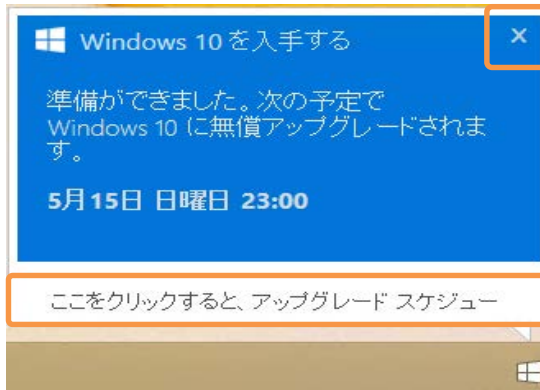 Windows 10 を入手する
×
準備ができました。次の予定で
Windows 10 に無償アップグレードされま
す。
5月15日 日曜日 23:00
ここをクリックすると、アップグレード スケジュー